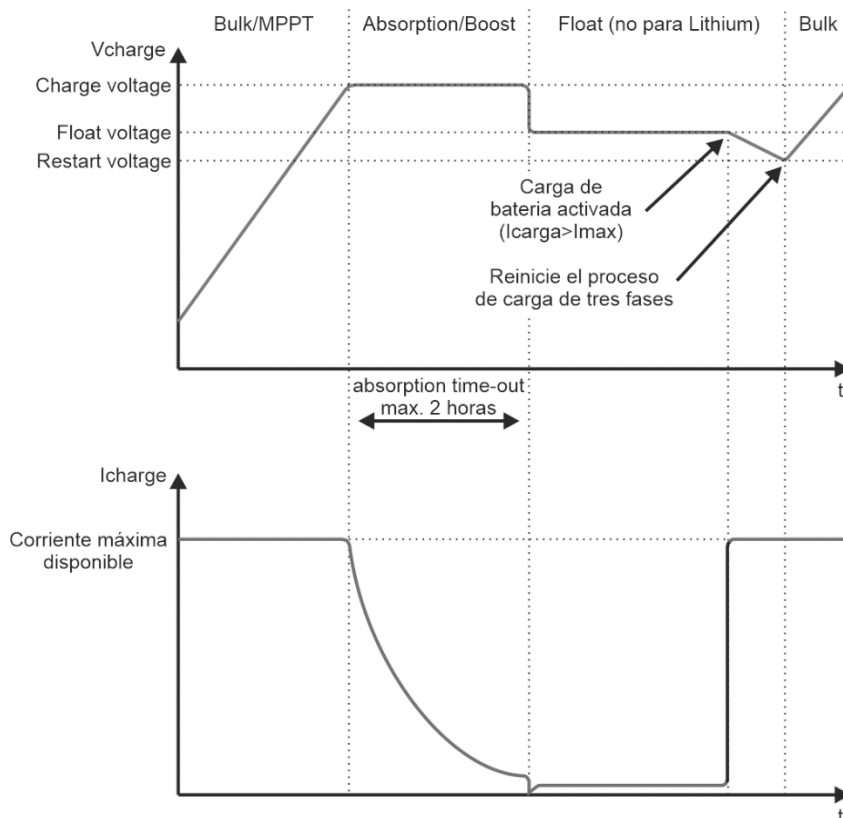 Bulk/MPPT
Absorption/Boost
Float (no para Lithium)
Bulk
Vcharge
Charge voltage
Float voltage
Restart voltage
Carga de
bateria activada
(Icarga>Imax)
Reinicie el proceso
de carga de tres fases
t
absorption time-out
max. 2 horas
Icharge
Corriente máxima
disponible
t